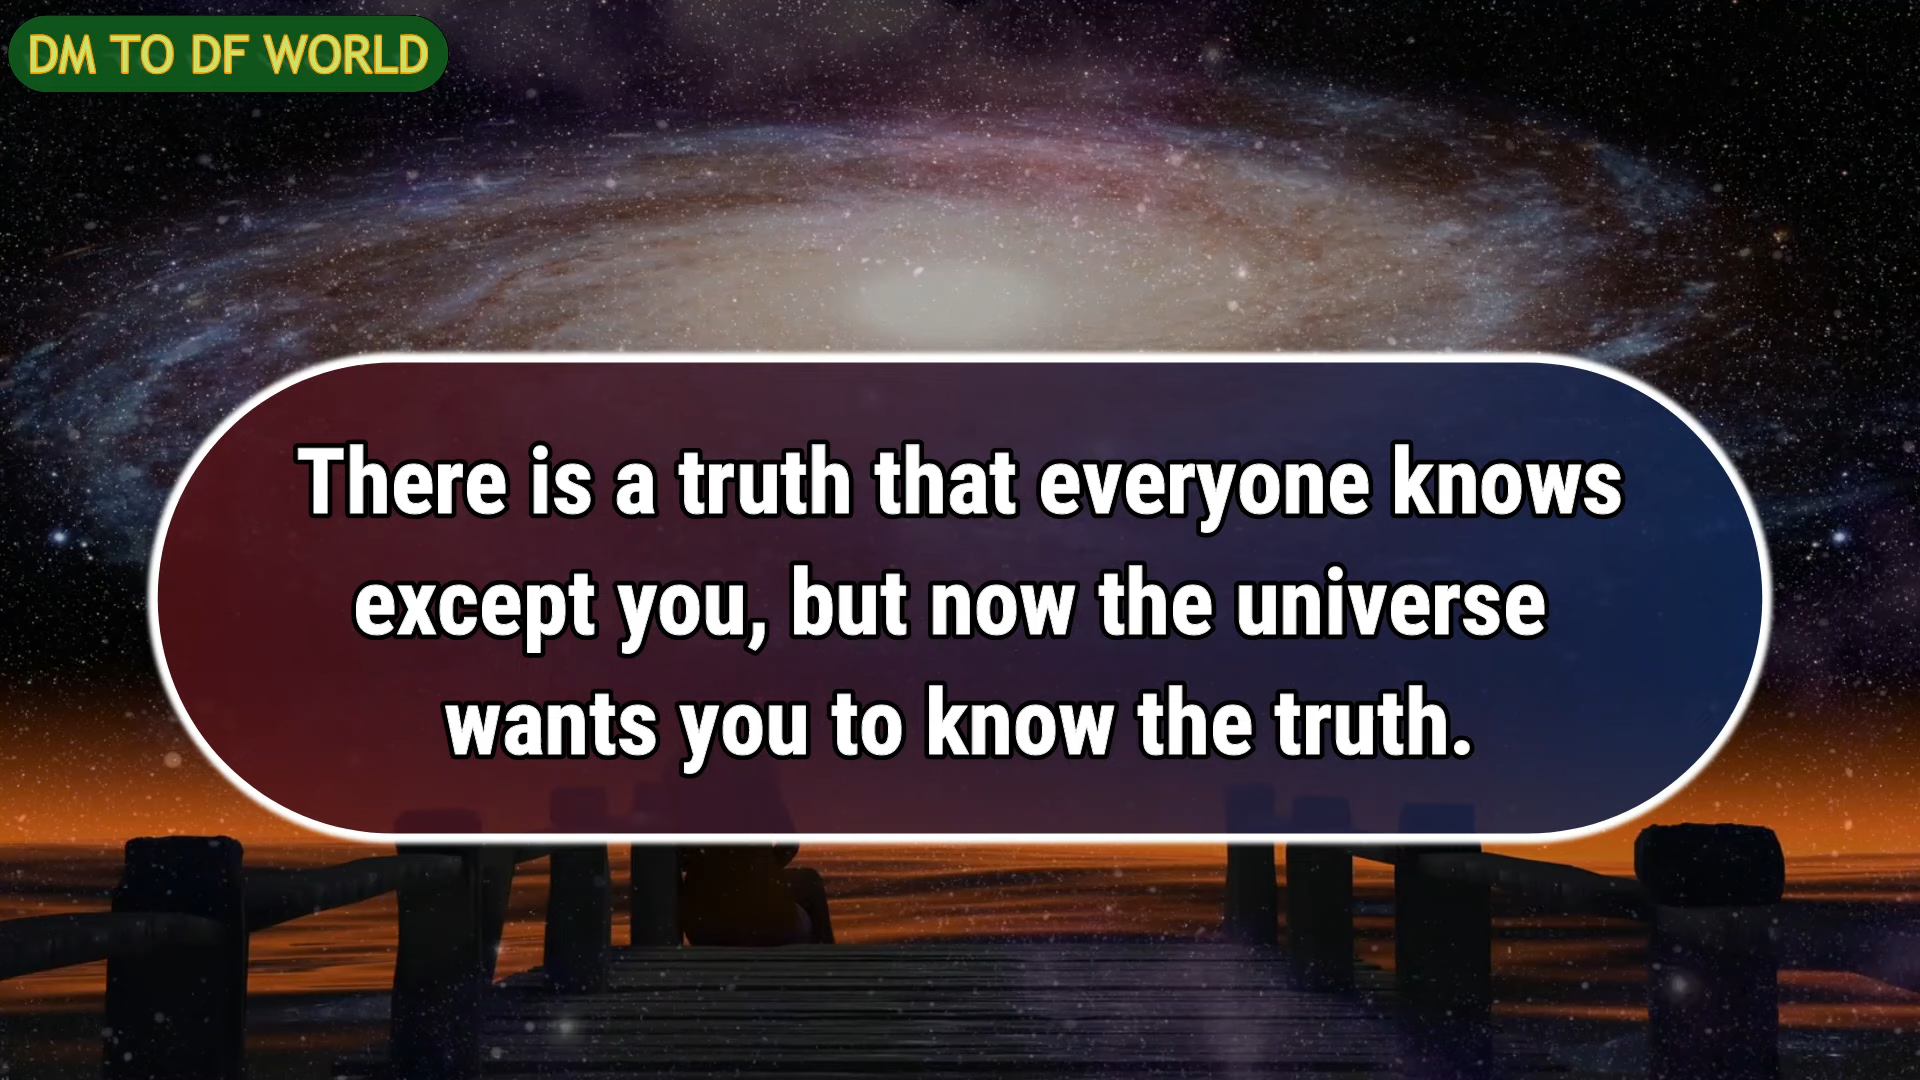 DM TO DF WORLD
There is a truth that everyone knows
except you, but now the universe
wants you to know the truth.